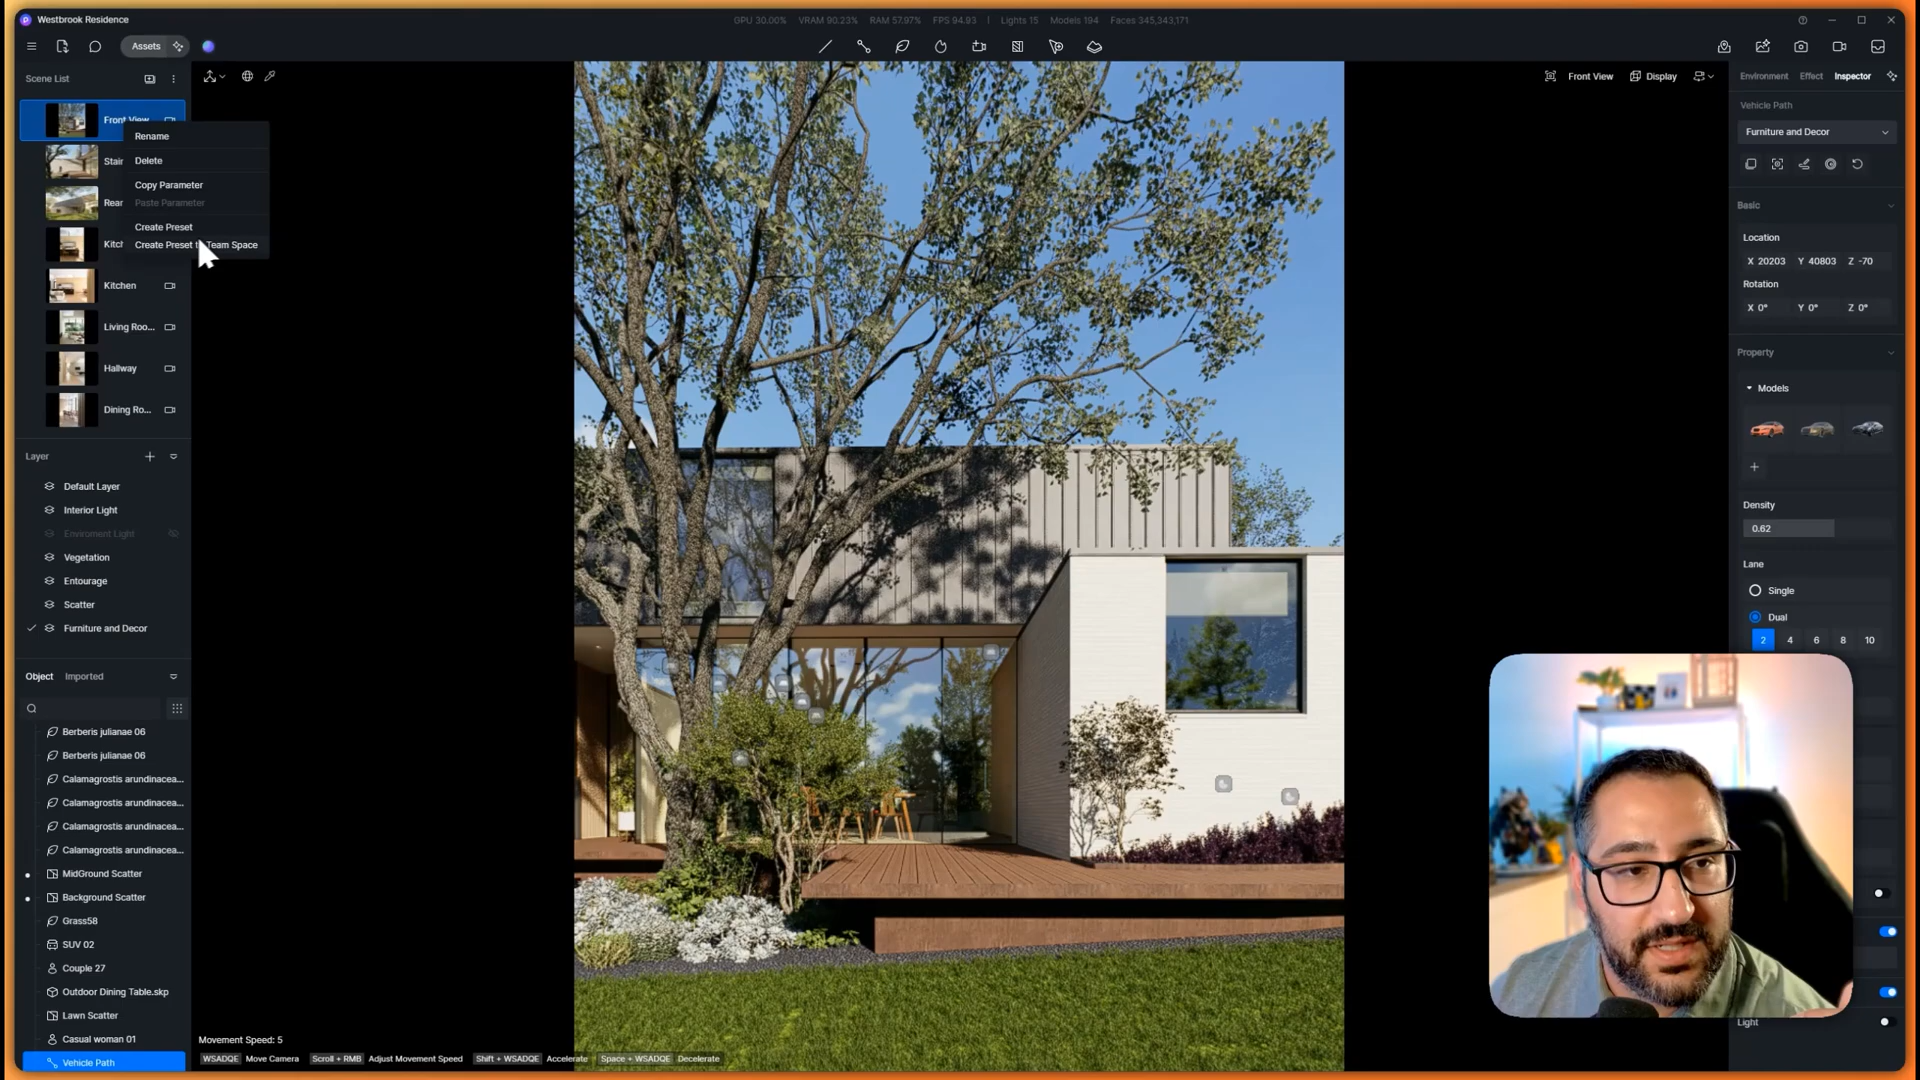 Westbrook Residence
GPU 30.00% VRAM 90.23% RAM 57.97% FPS 94.93 | Lights 15 Models 194 Faces 345,343,171
Assets
Scene List
Front View
Rename
Stair
Delete
Copy Parameter
Rear
Paste Parameter
Create Preset
Kitch
Create Preset t Team Space
Kitchen
Living Roo...
Hallway
Dining Ro...
Layer
Default Layer
Interior Light
Enviroment Light
Vegetation
Entourage
Scatter
Furniture and Decor
Object Imported
Berberis julianae 06
Berberis julianae 06
Calamagrostis arundinacea...
Calamagrostis arundinacea...
Calamagrostis arundinacea...
Calamagrostis arundinacea...
MidGround Scatter
Background Scatter
Grass58
SUV 02
Couple 27
Outdoor Dining Table.skp
Lawn Scatter
Casual woman 01
Vehicle Path
Movement Speed: 5
WSADQE Move Camera Scroll + RMB Adjust Movement Speed Shift + WSADQE Accelerate Space + WSADQE Decelerate
Front View Display
Environment Effect Inspector
Vehicle Path
Furniture and Decor
Basic
Location
X 20203 Y 40803 Z -70
Rotation
X 0° Y 0° Z 0°
Property
Models
Density
0.62
Lane
Single
Dual
2 4 6 8 10
Light